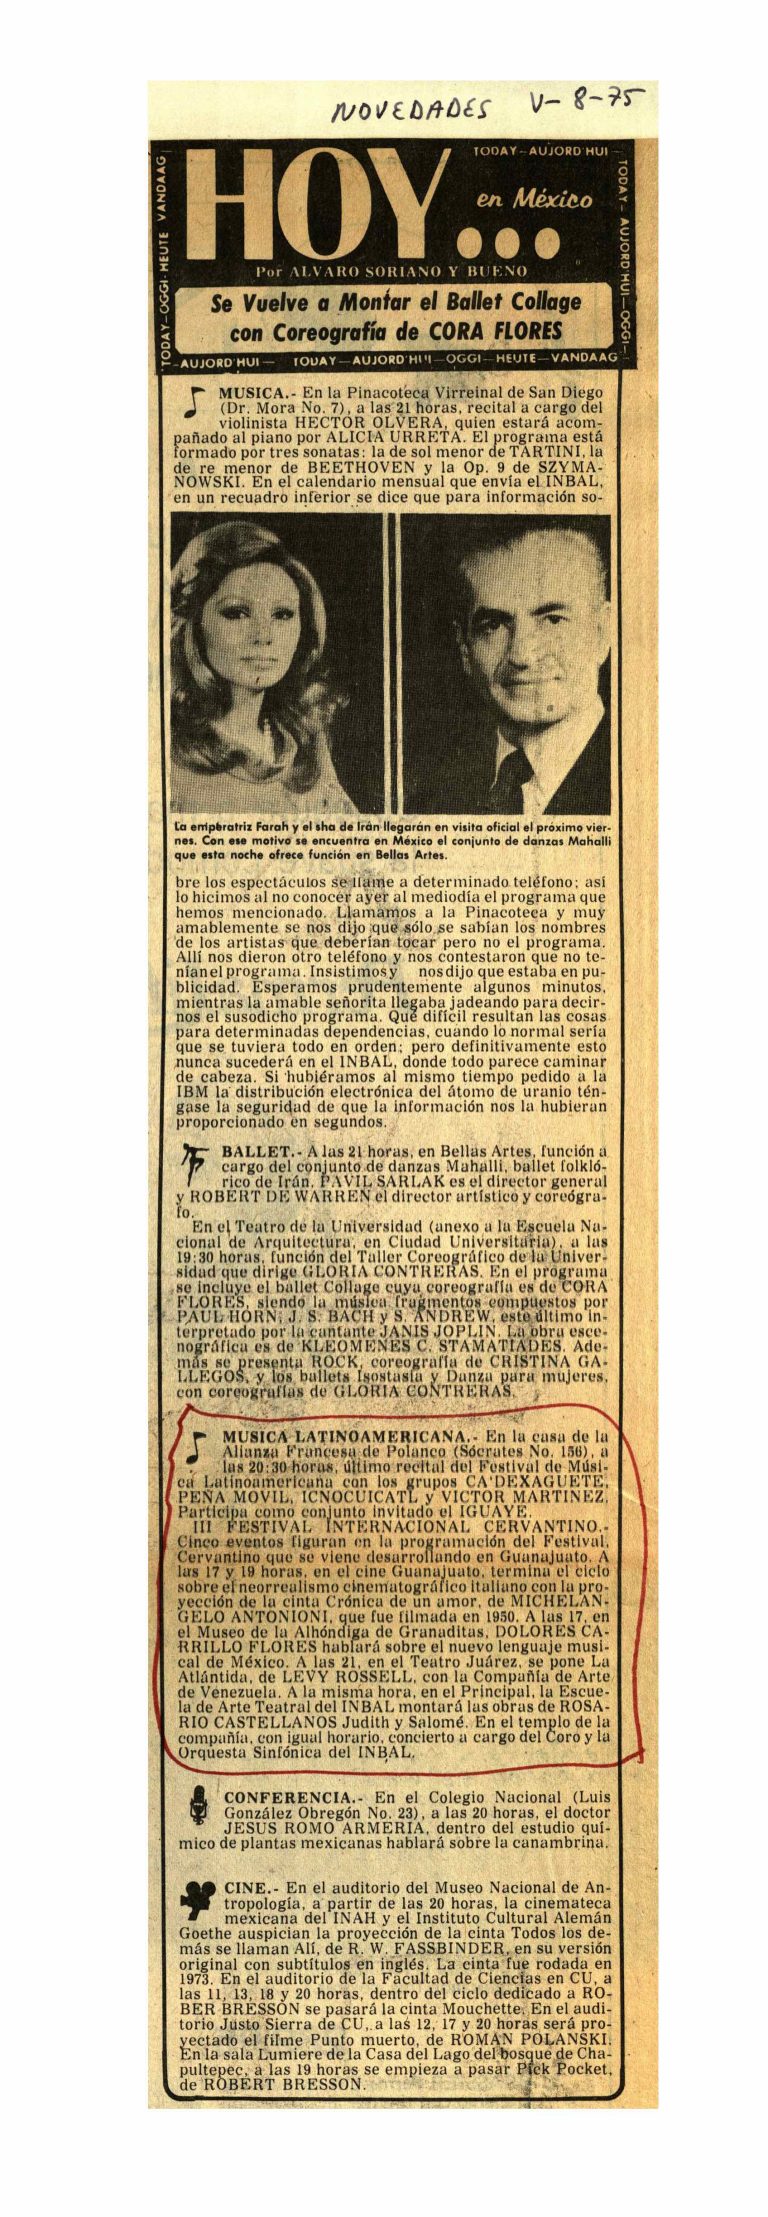 NOVEDADES V-8-75
TODAY-AUJORD'HUI-
HOY...
en México
Por ALVARO SORIANO Y BUENO
Se Vuelve a Montar el Ballet Collage
con Coreografía de CORA FLORES
TODAY-OGGI-HEUTE VANDAAG
TODAY - AUJORD'HUI-OGGI-
-AUJORD'HUI- TODAY-AUJORD'HUI-OGGI-HEUTE-VANDAAG
MUSICA.- En la Pinacoteca Virreinal de San Diego
(Dr. Mora No. 7), a las 21 horas, recital a cargo del
violinista HECTOR OLVERA, quien estará acom-
pañado al piano por ALICIA URRETA. El programa está
formado por tres sonatas: la de sol menor de TARTINI, la
de re menor de BEETHOVEN y la Op. 9 de SZYMA-
NOWSKI. En el calendario mensual que envía el INBAL,
en un recuadro inferior se dice que para información so-
La emperatriz Farah y el sha de Irán llegarán en visita oficial el próximo vier-
nes. Con ese motivo se encuentra en México el conjunto de danzas Mahalli
que esta noche ofrece función en Bellas Artes.
bre los espectáculos se llame a determinado teléfono; así
lo hicimos al no conocer ayer al mediodía el programa que
hemos mencionado. Llamamos a la Pinacoteca y muy
amablemente se nos dijo que sólo se sabían los nombres
de los artistas que deberían tocar pero no el programa.
Allí nos dieron otro teléfono y nos contestaron que no te-
nían el programa. Insistimos y nos dijo que estaba en pu-
blicidad. Esperamos prudentemente algunos minutos,
mientras la amable señorita llegaba jadeando para decir-
nos el susodicho programa. Qué difícil resultan las cosas
para determinadas dependencias, cuando lo normal sería
que se tuviera todo en orden; pero definitivamente esto
nunca sucederá en el INBAL, donde todo parece caminar
de cabeza. Si hubiéramos al mismo tiempo pedido a la
IBM la distribución electrónica del átomo de uranio tén-
gase la seguridad de que la información nos la hubieran
proporcionado en segundos.
BALLET.- A las 21 horas, en Bellas Artes, función a
cargo del conjunto de danzas Mahalli, ballet folkló-
rico de Irán. PAVIL SARLAK es el director general
y ROBERT DE WARREN el director artístico y coreógra-
fo.
En el Teatro de la Universidad (anexo a la Escuela Na-
cional de Arquitectura, en Ciudad Universitaria), a las
19:30 horas, función del Taller Coreográfico de la Univer-
sidad que dirige GLORIA CONTRERAS. En el programa
se incluye el ballet Collage cuya coreografía es de CORA
FLORES, siendo la música fragmentos compuestos por
PAUL HORN, J. S. BACH y S. ANDREW, este último in-
terpretado por la cantante JANIS JOPLIN. La obra esce-
nográfica es de KLEOMENES C. STAMATIADES. Ade-
más se presenta ROCK, coreografía de CRISTINA GA-
LLEGOS, y los ballets Isostasia y Danza para mujeres,
con coreografías de GLORIA CONTRERAS.
MUSICA LATINOAMERICANA.- En la casa de la
Alianza Francesa de Polanco (Sócrates No. 156), a
las 20:30 horas, último recital del Festival de Músi-
ca Latinoamericana con los grupos CA'DEXAGUETE,
PEÑA MOVIL, ICNOCUICATL y VICTOR MARTINEZ.
Participa como conjunto invitado el IGUAYE.
III FESTIVAL INTERNACIONAL CERVANTINO.-
Cinco eventos figuran en la programación del Festival,
Cervantino que se viene desarrollando en Guanajuato. A
las 17 y 19 horas, en el cine Guanajuato, termina el ciclo
sobre el neorrealismo cinematográfico italiano con la pro-
yección de la cinta Crónica de un amor, de MICHELAN-
GELO ANTONIONI, que fue filmada en 1950. A las 17, en
el Museo de la Alhóndiga de Granaditas, DOLORES CA-
RRILLO FLORES hablará sobre el nuevo lenguaje musi-
cal de México. A las 21, en el Teatro Juárez, se pone La
Atlántida, de LEVY ROSSELL, con la Compañía de Arte
de Venezuela. A la misma hora, en el Principal, la Escue-
la de Arte Teatral del INBAL montará las obras de ROSA-
RIO CASTELLANOS Judith y Salomé. En el templo de la
compañía, con igual horario, concierto a cargo del Coro y la
Orquesta Sinfónica del INBAL.
CONFERENCIA.- En el Colegio Nacional (Luis
González Obregón No. 23), a las 20 horas, el doctor
JESUS ROMO ARMERIA, dentro del estudio quí-
mico de plantas mexicanas hablará sobre la canambrina.
CINE.- En el auditorio del Museo Nacional de An-
tropología, a partir de las 20 horas, la cinemateca
mexicana del INAH y el Instituto Cultural Alemán
Goethe auspician la proyección de la cinta Todos los de-
más se llaman Alí, de R. W. FASSBINDER, en su versión
original con subtítulos en inglés. La cinta fue rodada en
1973. En el auditorio de la Facultad de Ciencias en CU, a
las 11, 13, 18 y 20 horas, dentro del ciclo dedicado a RO-
BER BRESSON se pasará la cinta Mouchette. En el audi-
torio Justo Sierra de CU, a las 12, 17 y 20 horas será pro-
yectado el filme Punto muerto, de ROMAN POLANSKI.
En la sala Lumiere de la Casa del Lago del bosque de Cha-
pultepec, a las 19 horas se empieza a pasar Pick Pocket,
de ROBERT BRESSON.